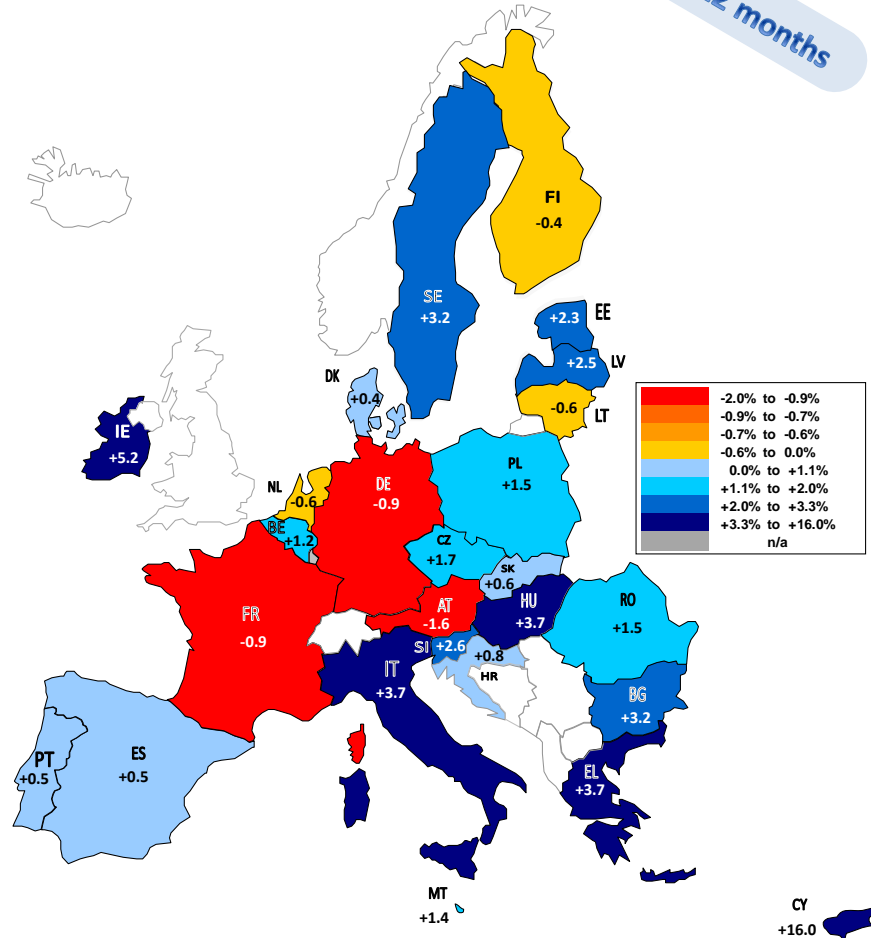 months
FI
-0.4
SE
+3.2
+2.3
EE
+2.5
LV
DK
+0.4
-0.6
LT
IE
+5.2
-2.0% to -0.9%
-0.9% to -0.7%
-0.7% to -0.6%
-0.6% to 0.0%
0.0% to +1.1%
+1.1% to +2.0%
+2.0% to +3.3%
+3.3% to +16.0%
n/a
NL
-0.6
DE
-0.9
PL
+1.5
BE
+1.2
CZ
+1.7
SK
+0.6
FR
-0.9
AT
-1.6
HU
+3.7
RO
+1.5
SI
+2.6
+0.8
HR
IT
+3.7
BG
+3.2
PT
+0.5
ES
+0.5
EL
+3.7
MT
+1.4
CY
+16.0